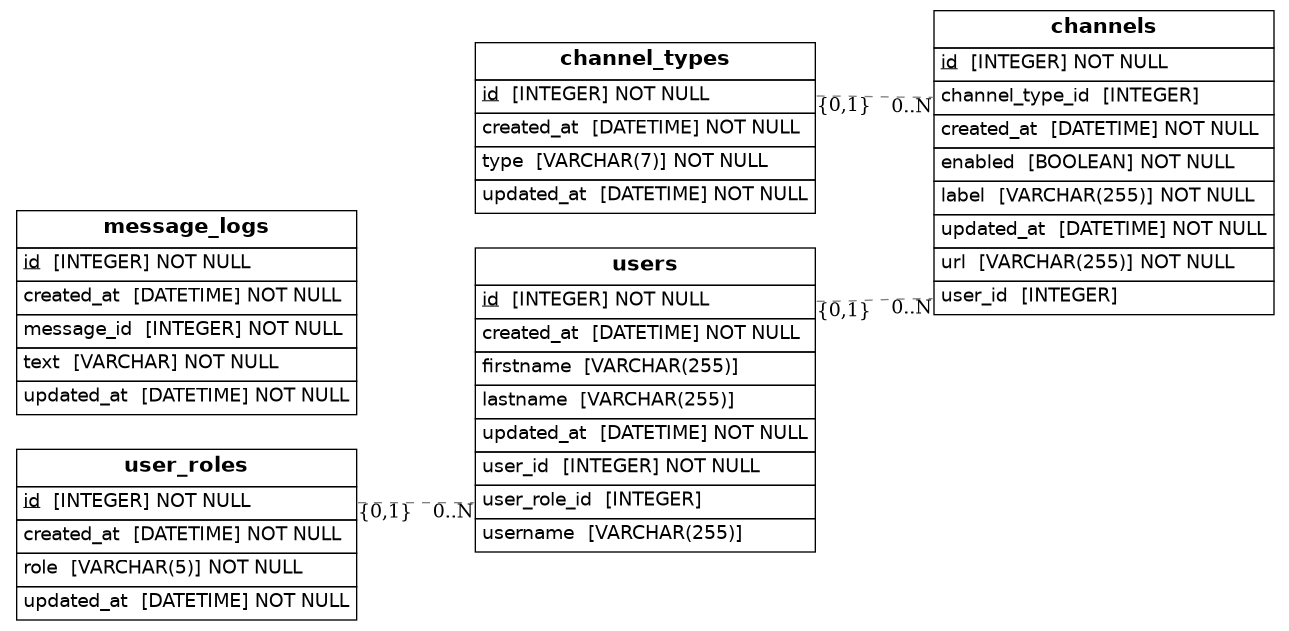 message_logs
id [INTEGER] NOT NULL
created_at [DATETIME] NOT NULL
message_id [INTEGER] NOT NULL
text [VARCHAR] NOT NULL
updated_at [DATETIME] NOT NULL
user_roles
id [INTEGER] NOT NULL
created_at [DATETIME] NOT NULL
role [VARCHAR(5)] NOT NULL
updated_at [DATETIME] NOT NULL
{0,1} 0..N
channel_types
id [INTEGER] NOT NULL
created_at [DATETIME] NOT NULL
type [VARCHAR(7)] NOT NULL
updated_at [DATETIME] NOT NULL
{0,1} 0..N
users
id [INTEGER] NOT NULL
created_at [DATETIME] NOT NULL
firstname [VARCHAR(255)]
lastname [VARCHAR(255)]
updated_at [DATETIME] NOT NULL
user_id [INTEGER] NOT NULL
user_role_id [INTEGER]
username [VARCHAR(255)]
{0,1} 0..N
channels
id [INTEGER] NOT NULL
channel_type_id [INTEGER]
created_at [DATETIME] NOT NULL
enabled [BOOLEAN] NOT NULL
label [VARCHAR(255)] NOT NULL
updated_at [DATETIME] NOT NULL
url [VARCHAR(255)] NOT NULL
user_id [INTEGER]